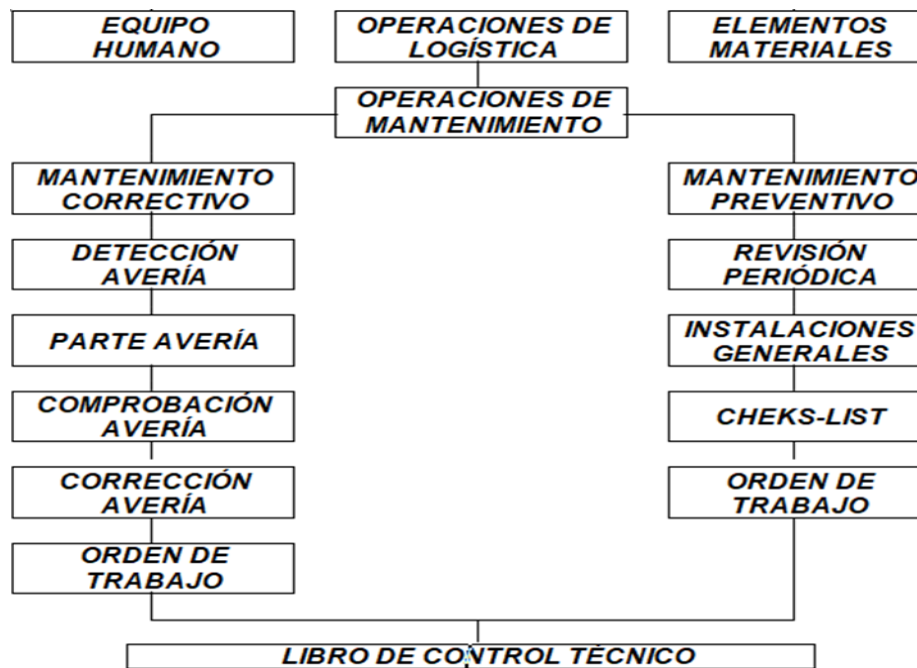 EQUIPO
HUMANO
OPERACIONES DE
LOGÍSTICA
ELEMENTOS
MATERIALES
OPERACIONES DE
MANTENIMIENTO
MANTENIMIENTO
CORRECTIVO
MANTENIMIENTO
PREVENTIVO
DETECCIÓN
AVERÍA
REVISIÓN
PERIÓDICA
PARTE AVERÍA
INSTALACIONES
GENERALES
COMPROBACIÓN
AVERÍA
CHEKS-LIST
CORRECCIÓN
AVERÍA
ORDEN DE
TRABAJO
ORDEN DE
TRABAJO
LIBRO DE CONTROL TÉCNICO